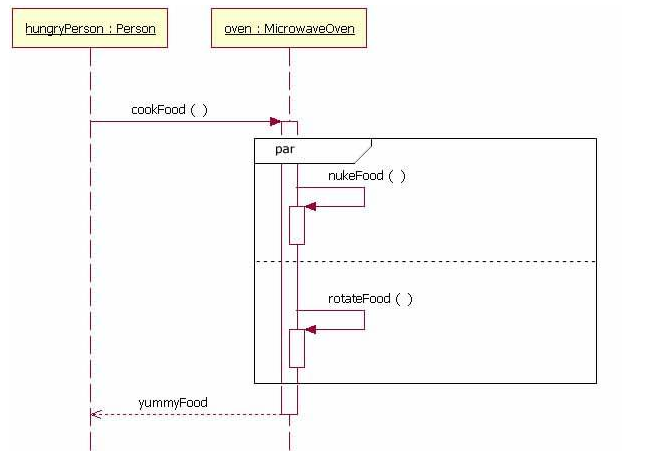 hungryPerson : Person
oven : MicrowaveOven
cookFood ( )
par
nukeFood ( )
rotateFood ( )
yummyFood